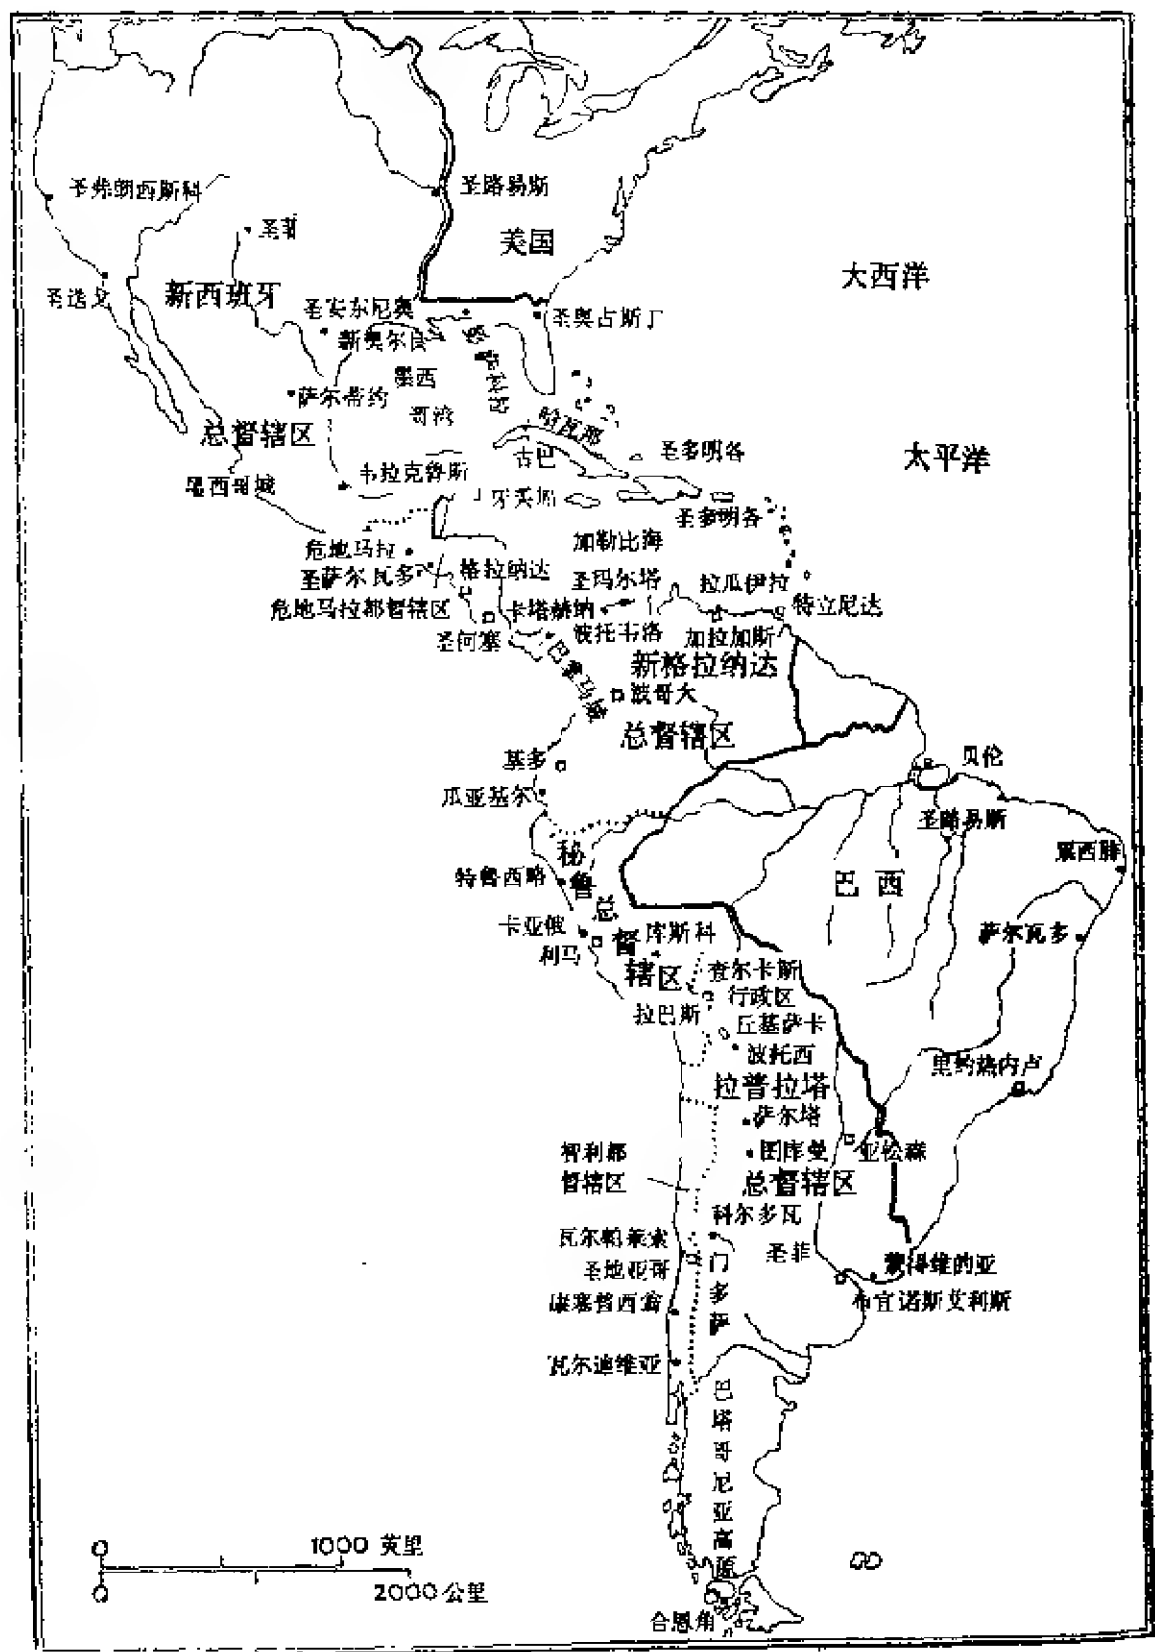 圣弗朗西斯科
圣路易斯
圣菲
美国
大西洋
圣迭戈
新西班牙
圣安东尼奥
圣奥古斯丁
新奥尔良
墨西
哥湾
萨尔蒂约
哈瓦那
总督辖区
古巴
圣多明各
太平洋
墨西哥城
韦拉克鲁斯
牙买加
圣多明各
加勒比海
危地马拉
圣萨尔瓦多
格拉纳达
圣玛尔塔
拉瓜伊拉
危地马拉都督辖区
卡塔赫纳
特立尼达
圣何塞
波托韦洛
加拉加斯
巴拿马城
新格拉纳达
波哥大
总督辖区
基多
贝伦
瓜亚基尔
圣路易斯
秘鲁总督辖区
巴西
累西腓
特鲁西略
卡亚俄
利马
库斯科
萨尔瓦多
查尔卡斯
行政区
拉巴斯
丘基萨卡
波托西
里约热内卢
拉普拉塔
萨尔塔
图库曼
亚松森
智利都
督辖区
总督辖区
科尔多瓦
瓦尔帕莱索
圣菲
蒙得维的亚
圣地亚哥
门多萨
康塞普西翁
布宜诺斯艾利斯
瓦尔迪维亚
巴塔哥尼亚高原
0 1000 英里
0 2000 公里
合恩角